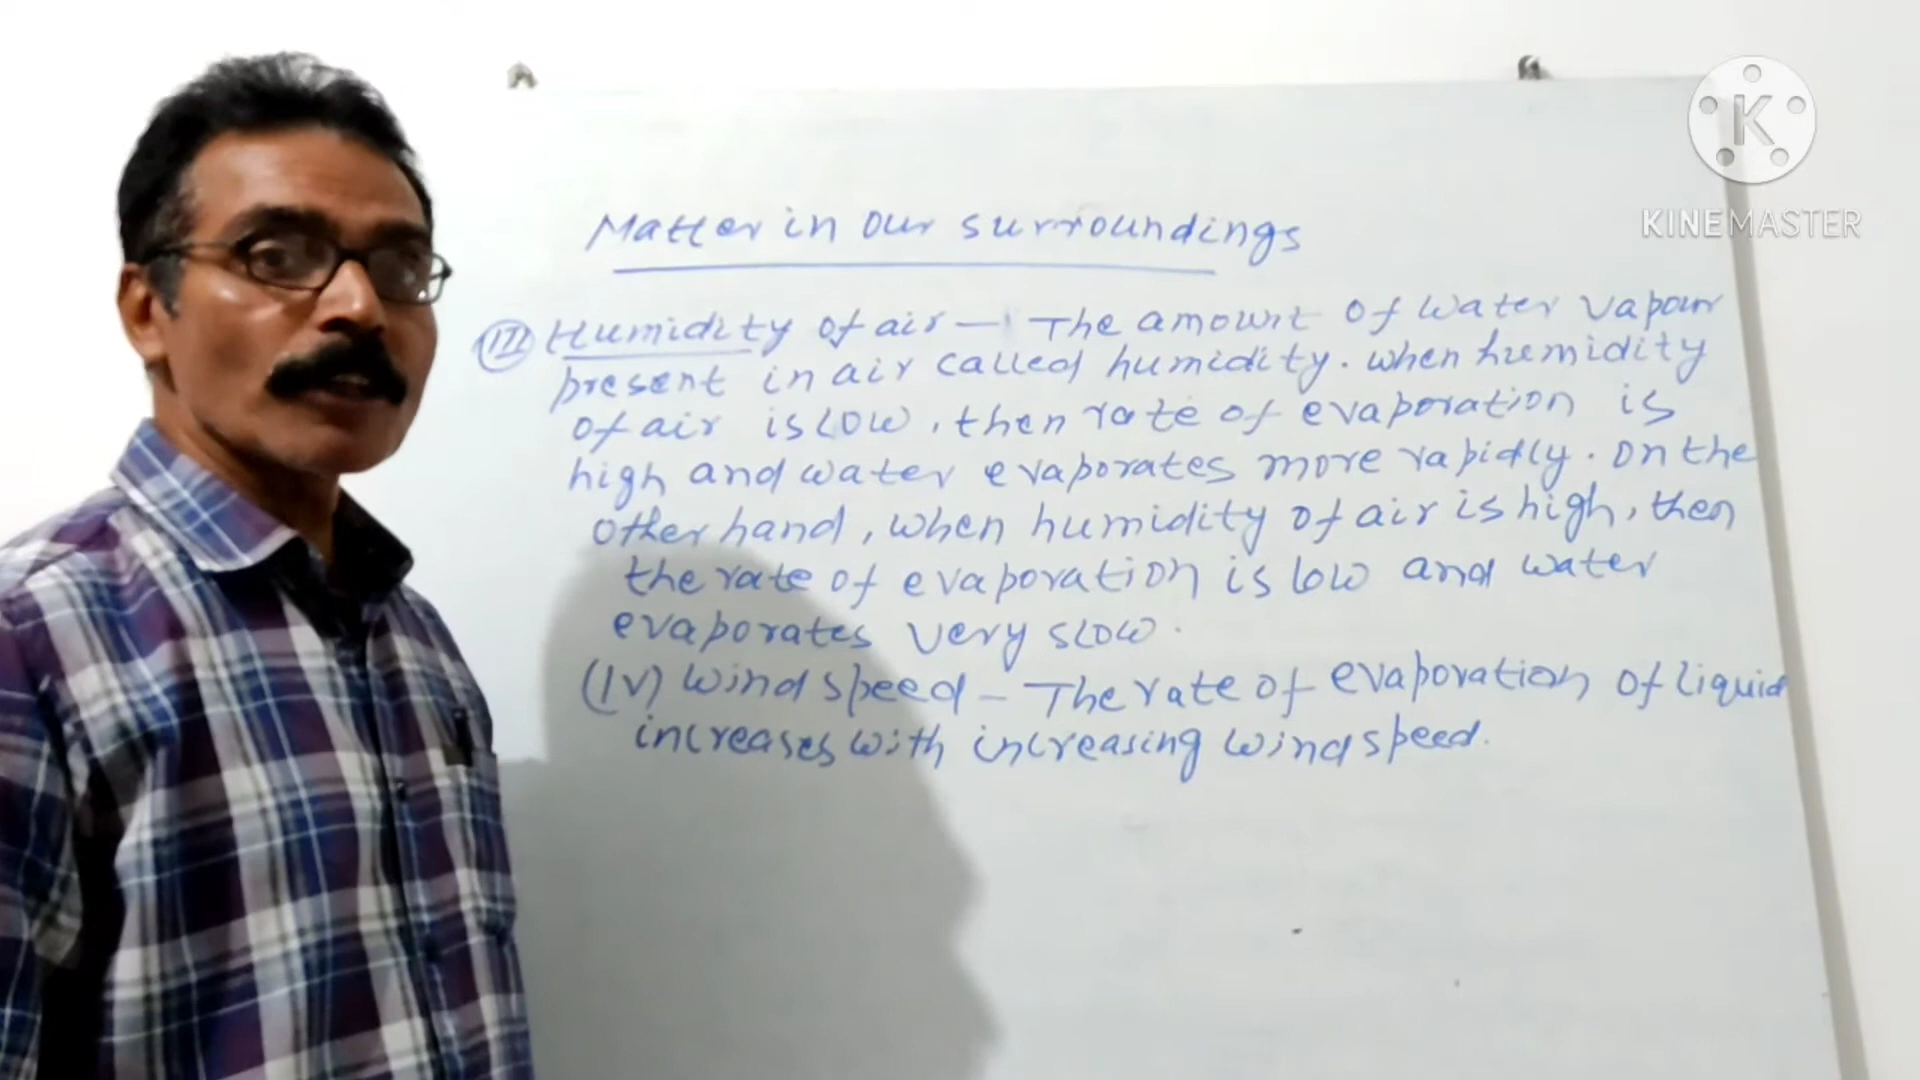 Matter in our surroundings
(III) Humidity of air - The amount of water vapour
present in air called humidity. when humidity
of air is low, then rate of evaporation is
high and water evaporates more rapidly. on the
other hand, when humidity of air is high, then
the rate of evaporation is low and water
evaporates very slow.
(IV) wind speed - The rate of evaporation of liquid
increases with increasing wind speed.
K
KINEMASTER